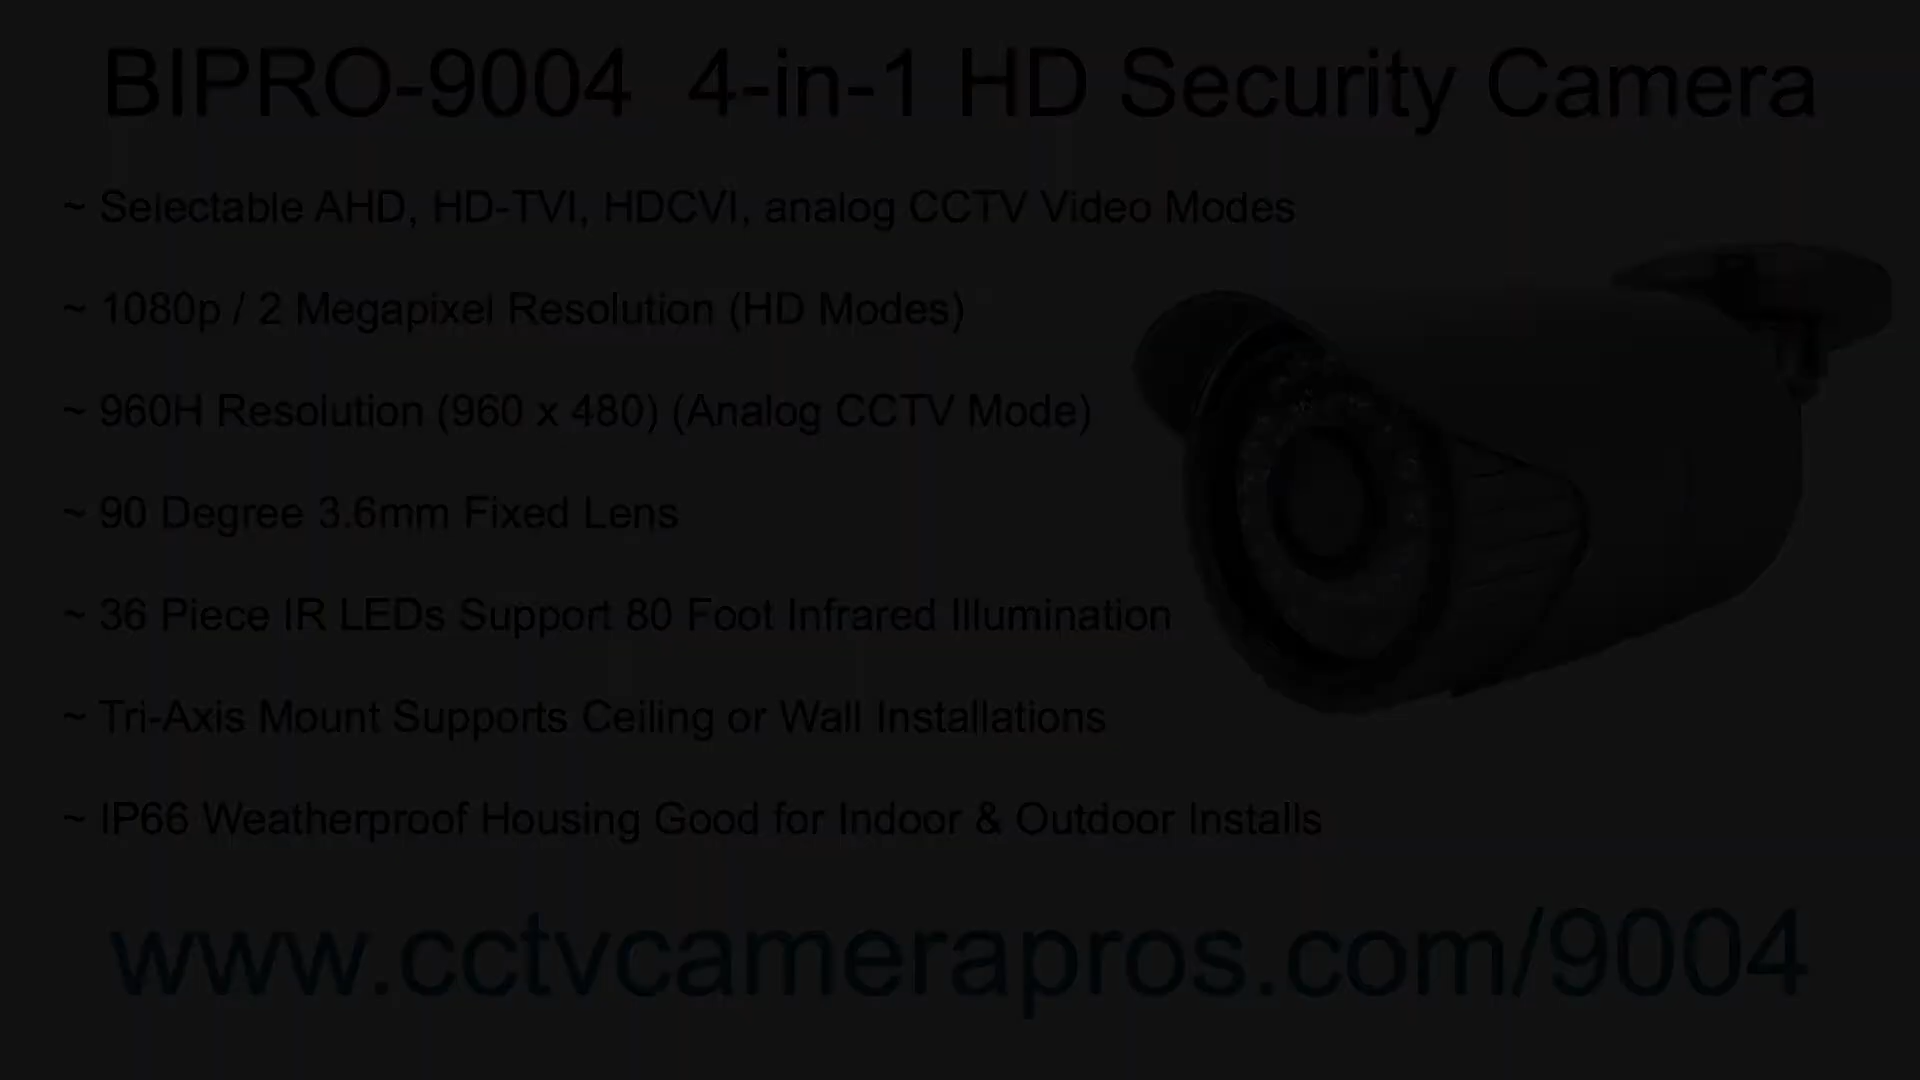 BIPRO-9004 4-in-1 HD Security Camera
~ Selectable AHD, HD-TVI, HDCVI, analog CCTV Video Modes
~ 1080p / 2 Megapixel Resolution (HD Modes)
~ 960H Resolution (960 x 480) (Analog CCTV Mode)
~ 90 Degree 3.6mm Fixed Lens
~ 36 Piece IR LEDs Support 80 Foot Infrared Illumination
~ Tri-Axis Mount Supports Ceiling or Wall Installations
~ IP66 Weatherproof Housing Good for Indoor & Outdoor Installs
www.cctvcamerapros.com/9004